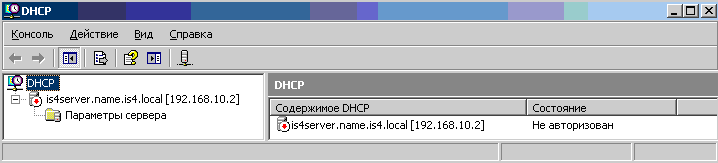 DHCP
Консоль Действие Вид Справка
DHCP
is4server.name.is4.local [192.168.10.2]
Параметры сервера
DHCP
Содержимое DHCP Состояние
is4server.name.is4.local [192.168.10.2] Не авторизован